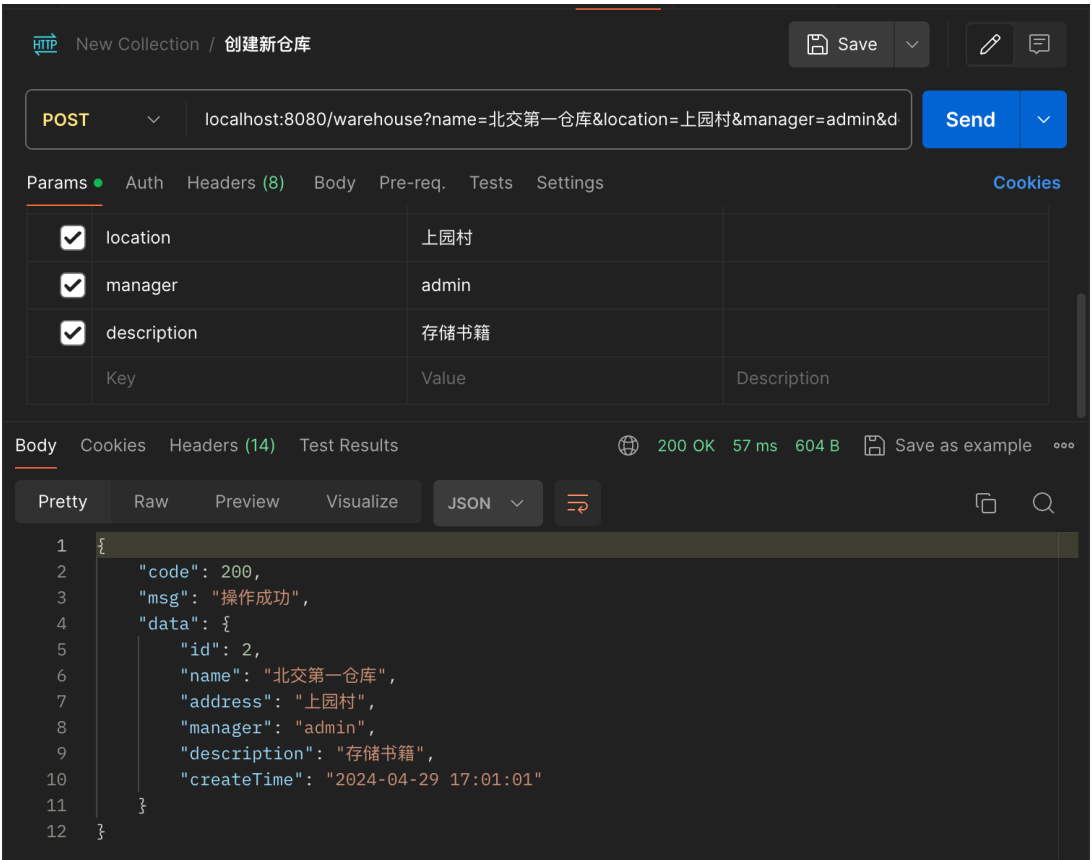 HTTP New Collection / 创建新仓库 Save
POST localhost:8080/warehouse?name=北交第一仓库&location=上园村&manager=admin&d Send
Params Auth Headers (8) Body Pre-req. Tests Settings Cookies
location 上园村
manager admin
description 存储书籍
Key Value Description
Body Cookies Headers (14) Test Results 200 OK 57 ms 604 B Save as example
Pretty Raw Preview Visualize JSON
1 {
2 "code": 200,
3 "msg": "操作成功",
4 "data": {
5 "id": 2,
6 "name": "北交第一仓库",
7 "address": "上园村",
8 "manager": "admin",
9 "description": "存储书籍",
10 "createTime": "2024-04-29 17:01:01"
11 }
12 }